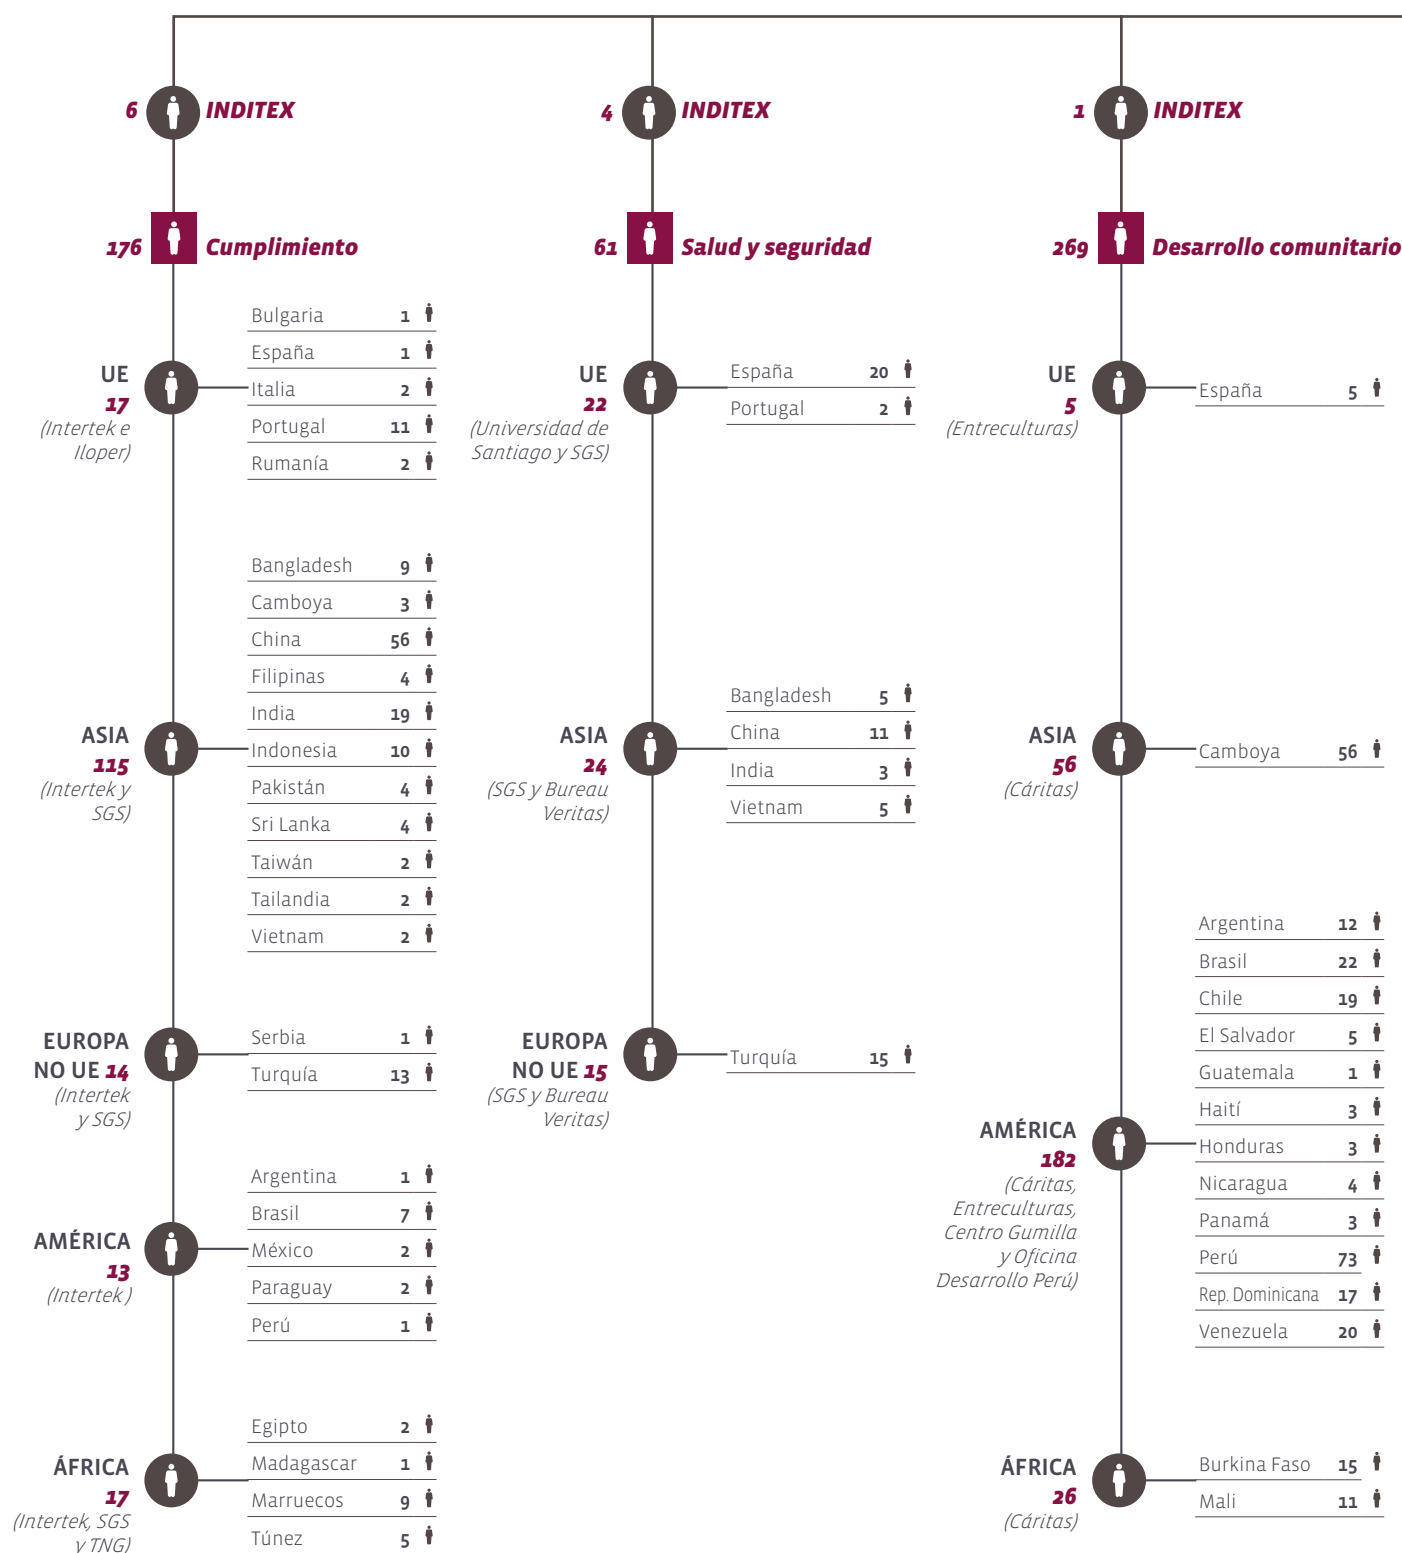 6 INDITEX
176 Cumplimiento
UE
17
(Intertek e
Iloper)
Bulgaria 1
España 1
Italia 2
Portugal 11
Rumanía 2
ASIA
115
(Intertek y
SGS)
Bangladesh 9
Camboya 3
China 56
Filipinas 4
India 19
Indonesia 10
Pakistán 4
Sri Lanka 4
Taiwán 2
Tailandia 2
Vietnam 2
EUROPA
NO UE 14
(Intertek
y SGS)
Serbia 1
Turquía 13
AMÉRICA
13
(Intertek )
Argentina 1
Brasil 7
México 2
Paraguay 2
Perú 1
ÁFRICA
17
(Intertek, SGS
y TNG)
Egipto 2
Madagascar 1
Marruecos 9
Túnez 5
4 INDITEX
61 Salud y seguridad
UE
22
(Universidad de
Santiago y SGS)
España 20
Portugal 2
ASIA
24
(SGS y Bureau
Veritas)
Bangladesh 5
China 11
India 3
Vietnam 5
EUROPA
NO UE 15
(SGS y Bureau
Veritas)
Turquía 15
1 INDITEX
269 Desarrollo comunitario
UE
5
(Entreculturas)
España 5
ASIA
56
(Cáritas)
Camboya 56
AMÉRICA
182
(Cáritas,
Entreculturas,
Centro Gumilla
y Oficina
Desarrollo Perú)
Argentina 12
Brasil 22
Chile 19
El Salvador 5
Guatemala 1
Haití 3
Honduras 3
Nicaragua 4
Panamá 3
Perú 73
Rep. Dominicana 17
Venezuela 20
ÁFRICA
26
(Cáritas)
Burkina Faso 15
Mali 11